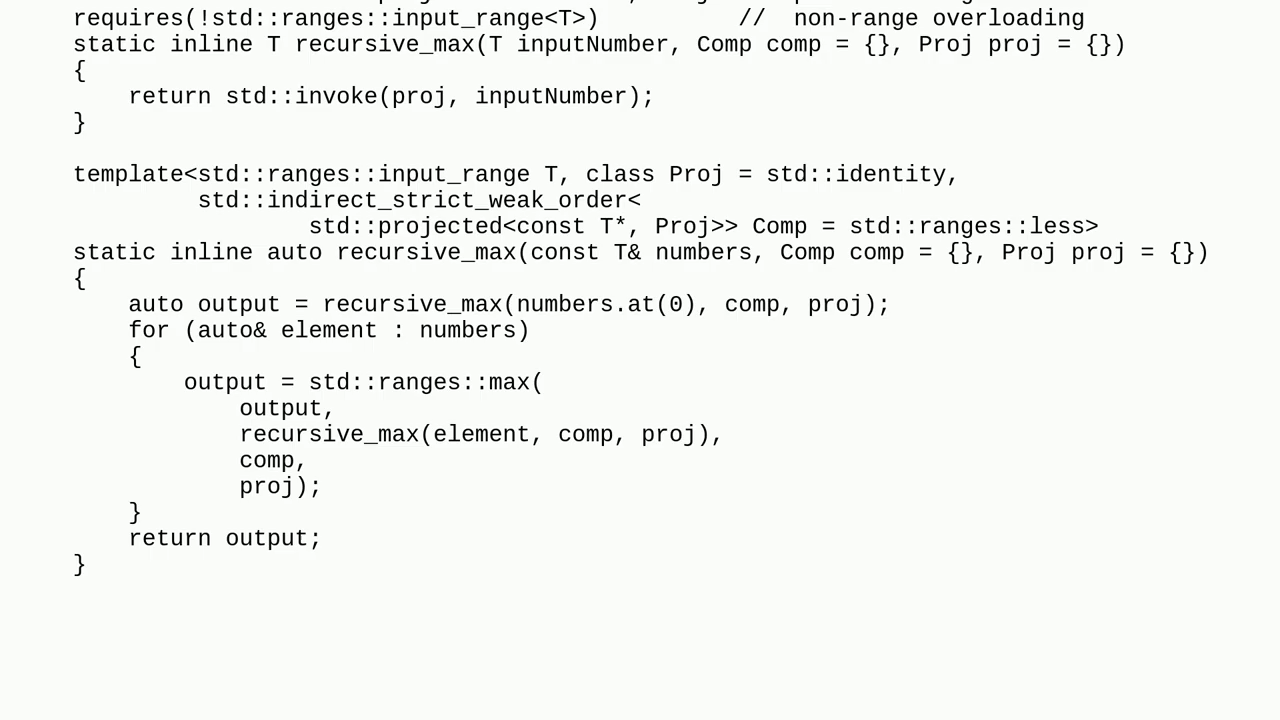 requires(!std::ranges::input_range<T>)          //  non-range overloading
static inline T recursive_max(T inputNumber, Comp comp = {}, Proj proj = {})
{
    return std::invoke(proj, inputNumber);
}

template<std::ranges::input_range T, class Proj = std::identity,
         std::indirect_strict_weak_order<
                 std::projected<const T*, Proj>> Comp = std::ranges::less>
static inline auto recursive_max(const T& numbers, Comp comp = {}, Proj proj = {})
{
    auto output = recursive_max(numbers.at(0), comp, proj);
    for (auto& element : numbers)
    {
        output = std::ranges::max(
            output,
            recursive_max(element, comp, proj),
            comp,
            proj);
    }
    return output;
}